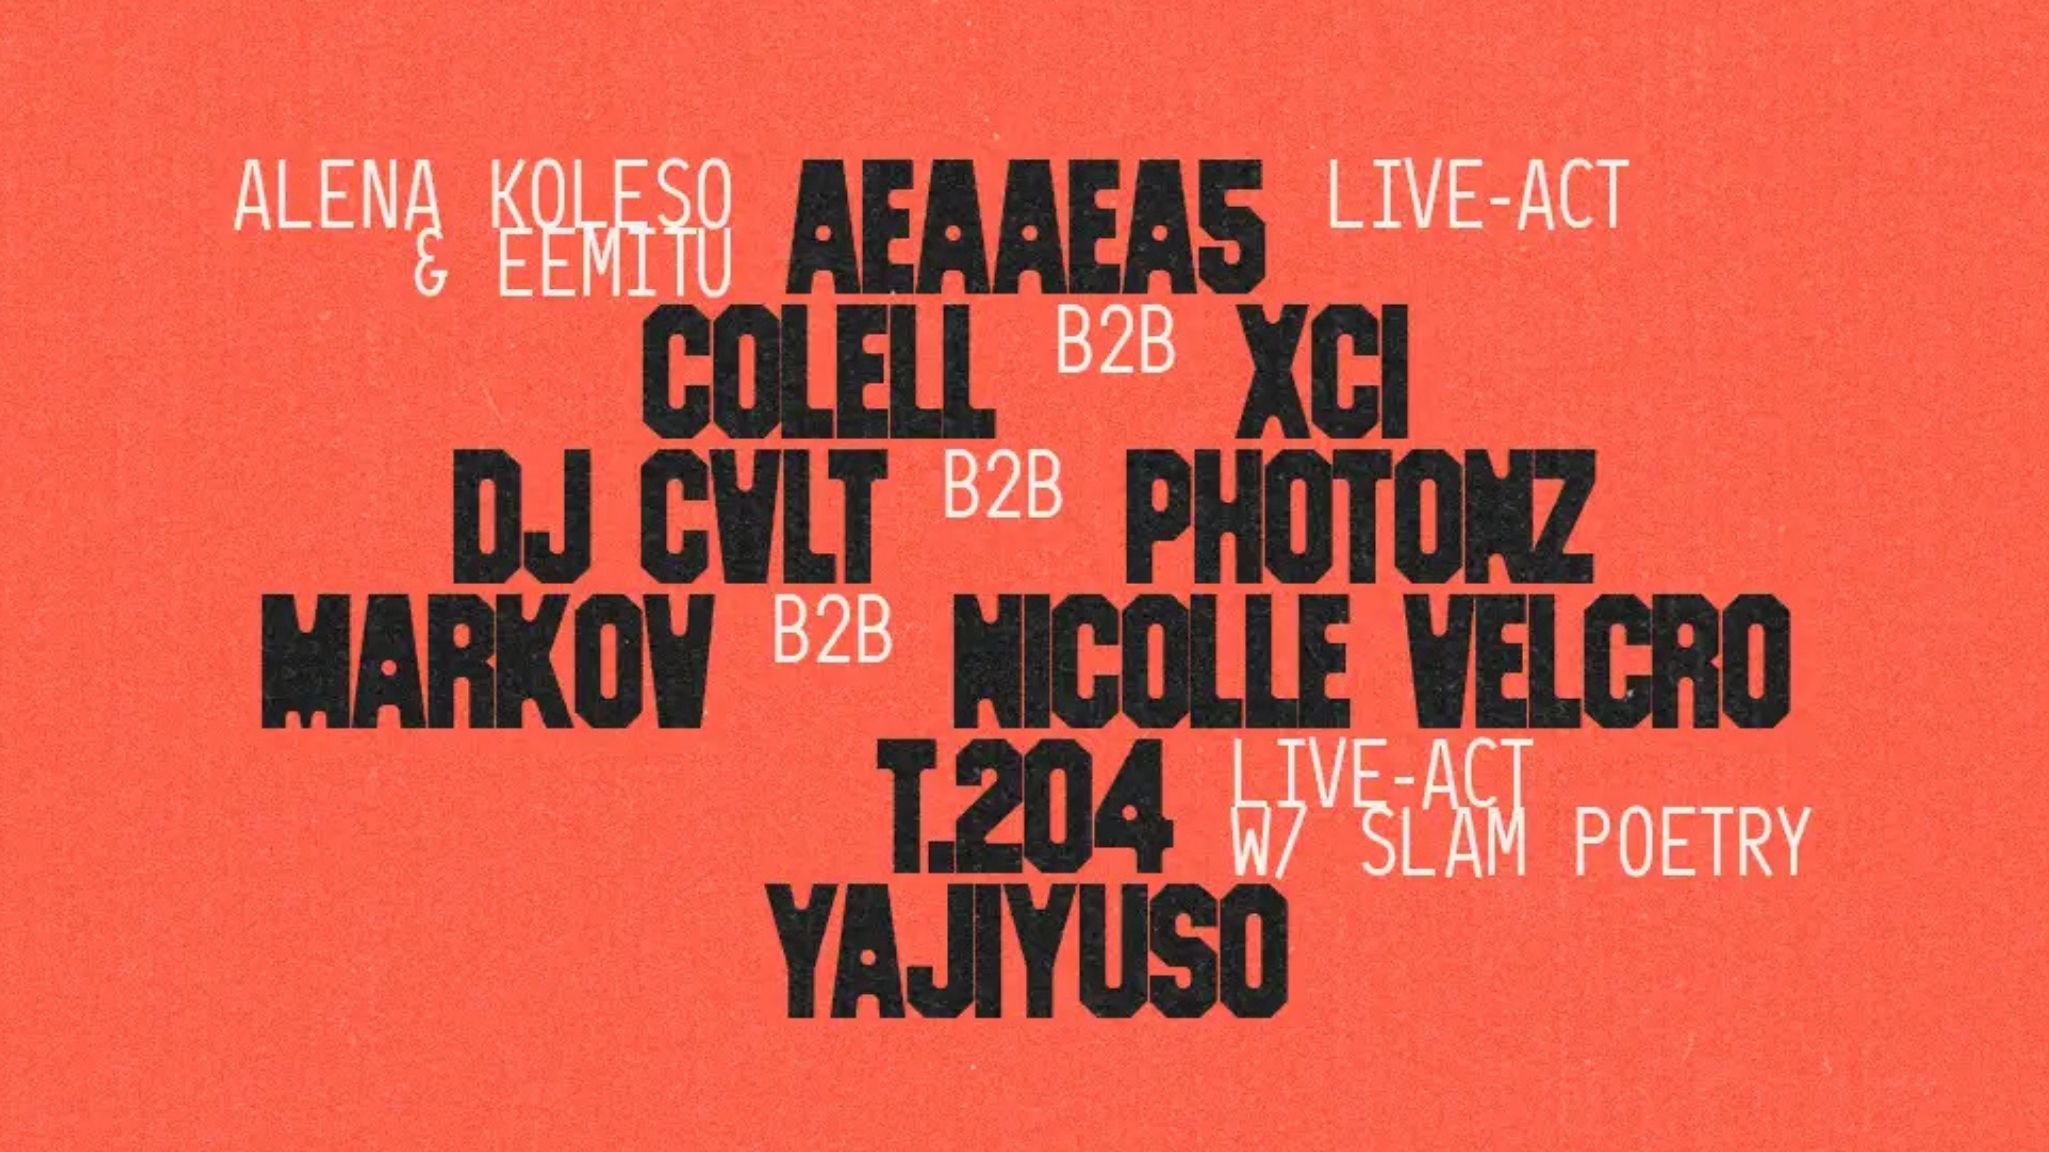 ALENA KOLESO & EEMITU AEAAEA5 LIVE-ACT
COLELL B2B XCI
DJ CVLT B2B PHOTONZ
MARKOV B2B NICOLLE VELCRO
T.204 LIVE-ACT W/ SLAM POETRY
YAJIYUSO